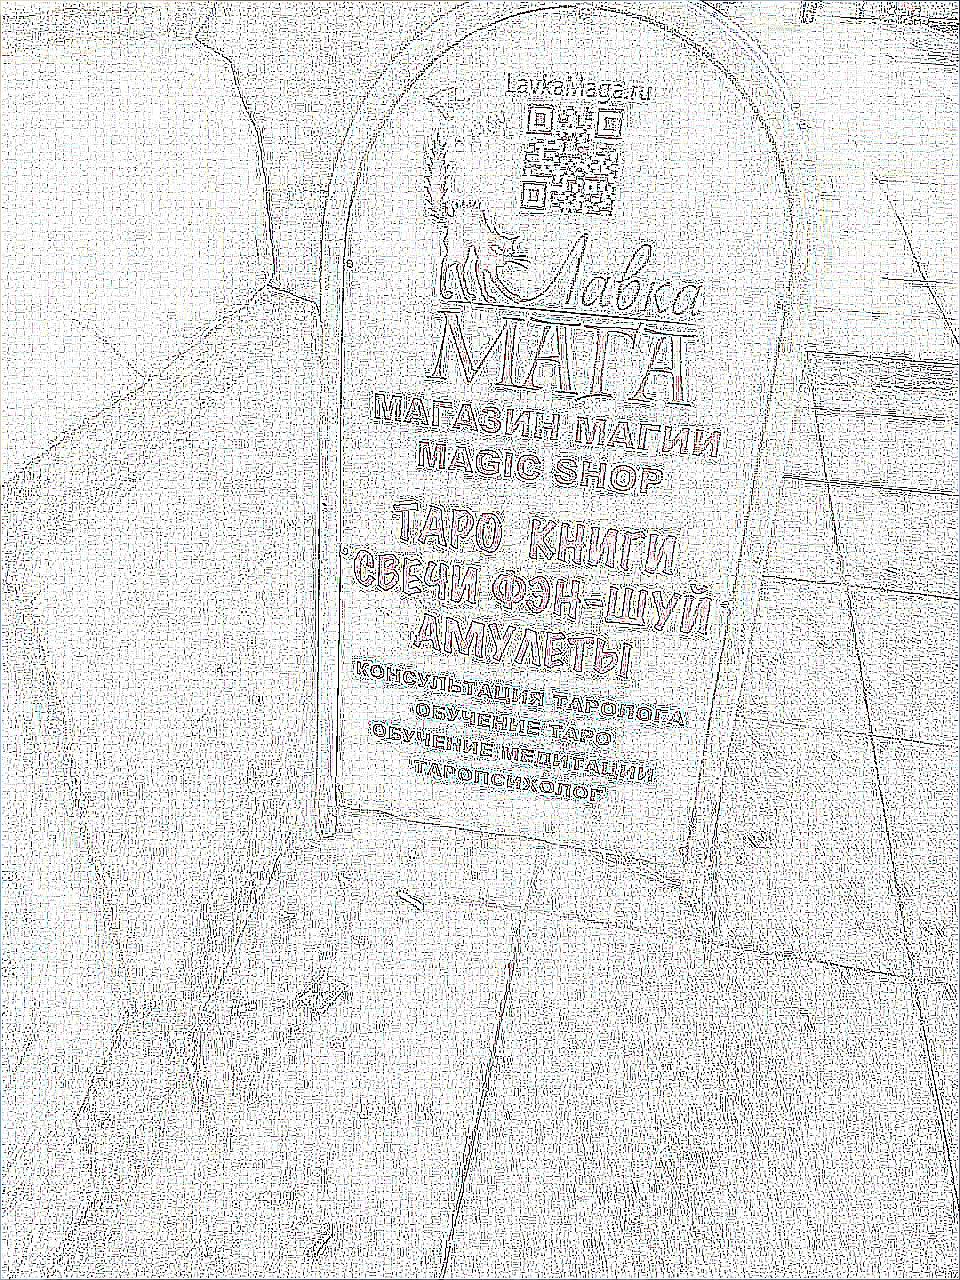 LavkaMaga.ru
Лавка
МАГА
МАГАЗИН МАГИИ
MAGIC SHOP
ТАРО КНИГИ
СВЕЧИ ФЭН-ШУЙ
АМУЛЕТЫ
КОНСУЛЬТАЦИЯ ТАРОЛОГА
ОБУЧЕНИЕ ТАРО
ОБУЧЕНИЕ МЕДИТАЦИИ
ТАРОПСИХОЛОГ